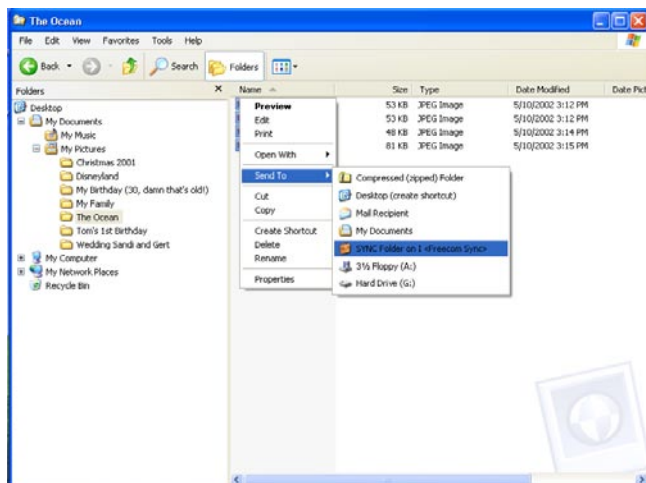 The Ocean
File Edit View Favorites Tools Help
Back Search Folders
Folders × Name Size Type Date Modified Date Pict
Desktop
My Documents
My Music
My Pictures
Christmas 2001
Disneyland
My Birthday (30, damn that's old!)
My Family
The Ocean
Tom's 1st Birthday
Wedding Sandi and Gert
My Computer
My Network Places
Recycle Bin
53 KB JPEG Image 5/10/2002 3:12 PM
53 KB JPEG Image 5/10/2002 3:12 PM
48 KB JPEG Image 5/10/2002 3:14 PM
81 KB JPEG Image 5/10/2002 3:15 PM
Preview
Edit
Print
Open With
Send To
Cut
Copy
Create Shortcut
Delete
Rename
Properties
Compressed (zipped) Folder
Desktop (create shortcut)
Mail Recipient
My Documents
SYNC Folder on I <Freecom Sync>
3½ Floppy (A:)
Hard Drive (G:)